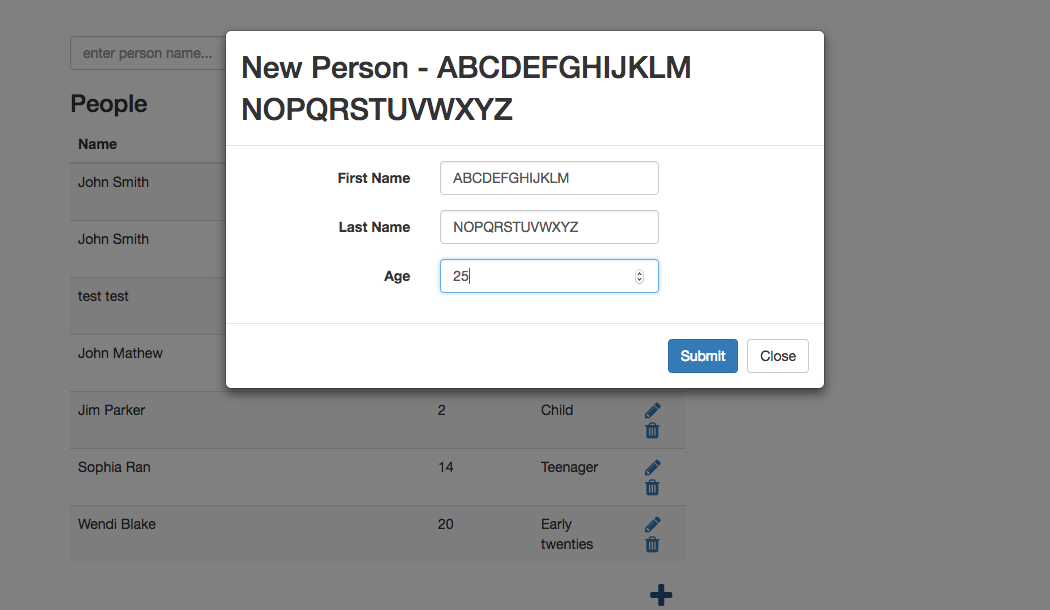 enter person name...
People
Name
John Smith
John Smith
test test
John Mathew
Jim Parker 2 Child
Sophia Ran 14 Teenager
Wendi Blake 20 Early
twenties
New Person - ABCDEFGHIJKLM
NOPQRSTUVWXYZ
First Name ABCDEFGHIJKLM
Last Name NOPQRSTUVWXYZ
Age 25
Submit Close